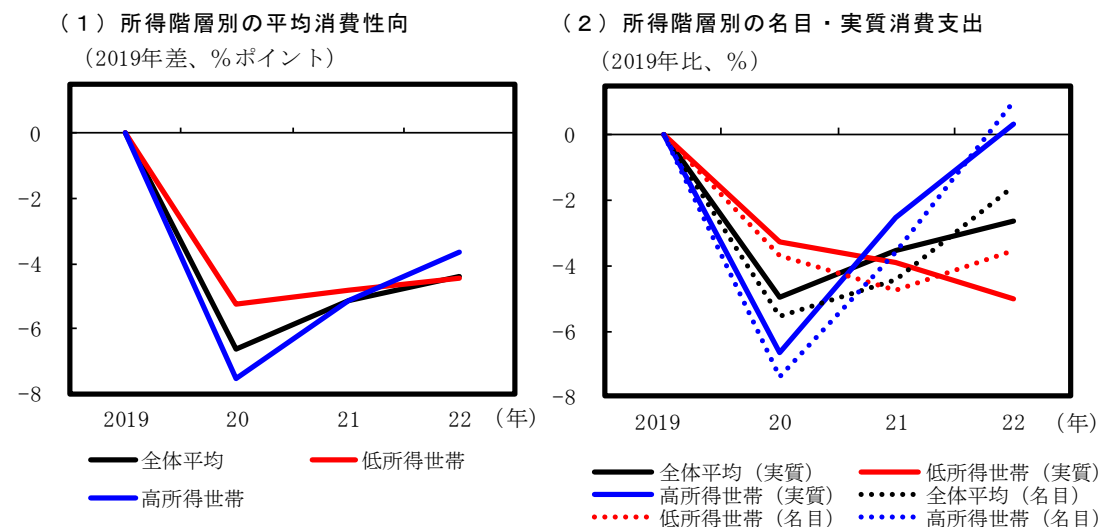 （１）所得階層別の平均消費性向
（2019年差、％ポイント）
0
−2
−4
−6
−8
2019 20 21 22 （年）
全体平均 低所得世帯
高所得世帯
（２）所得階層別の名目・実質消費支出
（2019年比、％）
0
−2
−4
−6
−8
2019 20 21 22 （年）
全体平均（実質） 低所得世帯（実質）
高所得世帯（実質） 全体平均（名目）
低所得世帯（名目） 高所得世帯（名目）